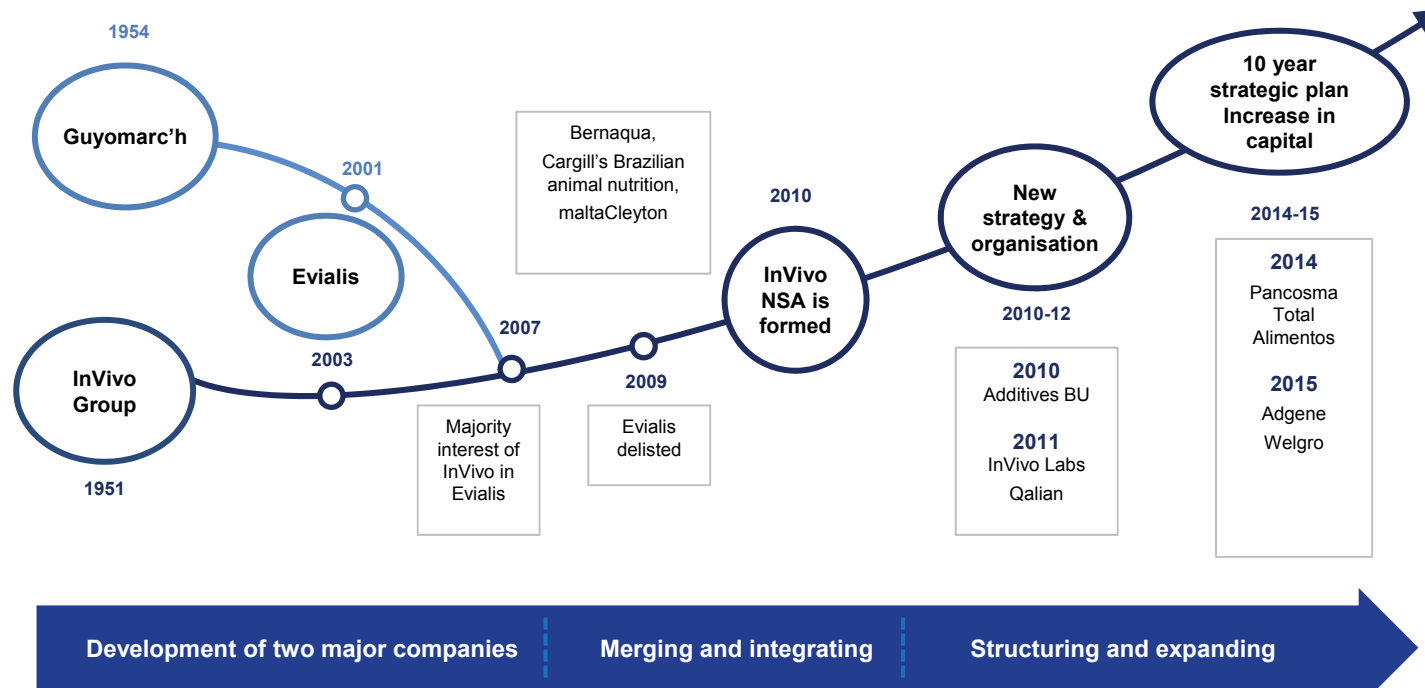 1954
Guyomarc’h
2001
Evialis
InVivo
Group
1951
2003
2007
Majority
interest of
InVivo in
Evialis
Bernaqua,
Cargill’s Brazilian
animal nutrition,
maltaCleyton
2009
Evialis
delisted
2010
InVivo
NSA is
formed
New
strategy &
organisation
2010-12
2010
Additives BU
2011
InVivo Labs
Qalian
10 year
strategic plan
Increase in
capital
2014-15
2014
Pancosma
Total
Alimentos
2015
Adgene
Welgro
Development of two major companies
Merging and integrating
Structuring and expanding